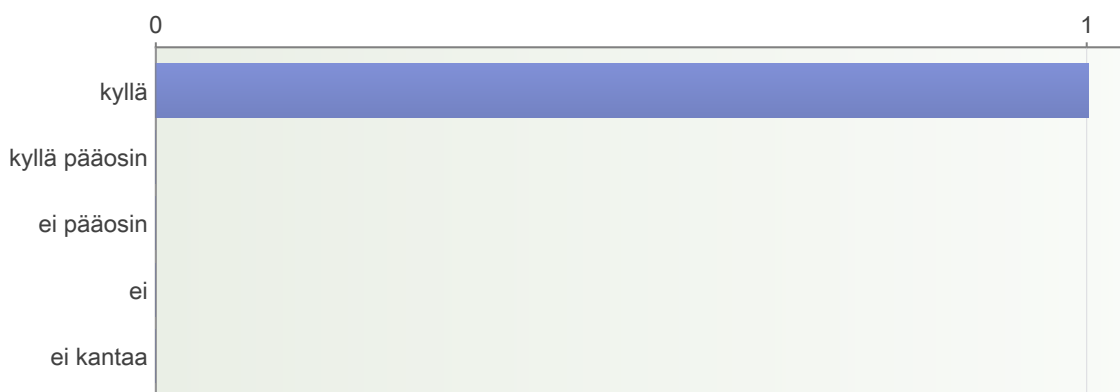 0 1
kyllä
kyllä pääosin
ei pääosin
ei
ei kantaa